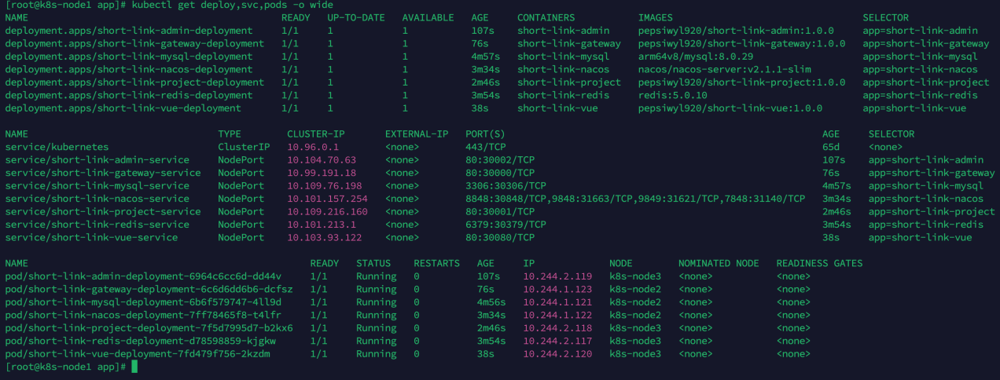 [root@k8s-node1 app]# kubectl get deploy,svc,pods -o wide
NAME READY UP-TO-DATE AVAILABLE AGE CONTAINERS IMAGES SELECTOR
deployment.apps/short-link-admin-deployment 1/1 1 1 107s short-link-admin pepsiwyl920/short-link-admin:1.0.0 app=short-link-admin
deployment.apps/short-link-gateway-deployment 1/1 1 1 76s short-link-gateway pepsiwyl920/short-link-gateway:1.0.0 app=short-link-gateway
deployment.apps/short-link-mysql-deployment 1/1 1 1 4m57s short-link-mysql arm64v8/mysql:8.0.29 app=short-link-mysql
deployment.apps/short-link-nacos-deployment 1/1 1 1 3m34s short-link-nacos nacos/nacos-server:v2.1.1-slim app=short-link-nacos
deployment.apps/short-link-project-deployment 1/1 1 1 2m46s short-link-project pepsiwyl920/short-link-project:1.0.0 app=short-link-project
deployment.apps/short-link-redis-deployment 1/1 1 1 3m54s short-link-redis redis:5.0.10 app=short-link-redis
deployment.apps/short-link-vue-deployment 1/1 1 1 38s short-link-vue pepsiwyl920/short-link-vue:1.0.0 app=short-link-vue
NAME TYPE CLUSTER-IP EXTERNAL-IP PORT(S) AGE SELECTOR
service/kubernetes ClusterIP 10.96.0.1 <none> 443/TCP 65d <none>
service/short-link-admin-service NodePort 10.104.70.63 <none> 80:30002/TCP 107s app=short-link-admin
service/short-link-gateway-service NodePort 10.99.191.18 <none> 80:30000/TCP 76s app=short-link-gateway
service/short-link-mysql-service NodePort 10.109.76.198 <none> 3306:30306/TCP 4m57s app=short-link-mysql
service/short-link-nacos-service NodePort 10.101.157.254 <none> 8848:30848/TCP,9848:31663/TCP,9849:31621/TCP,7848:31140/TCP 3m34s app=short-link-nacos
service/short-link-project-service NodePort 10.109.216.160 <none> 80:30001/TCP 2m46s app=short-link-project
service/short-link-redis-service NodePort 10.101.213.1 <none> 6379:30379/TCP 3m54s app=short-link-redis
service/short-link-vue-service NodePort 10.103.93.122 <none> 80:30080/TCP 38s app=short-link-vue
NAME READY STATUS RESTARTS AGE IP NODE NOMINATED NODE READINESS GATES
pod/short-link-admin-deployment-6964c6cc6d-dd44v 1/1 Running 0 107s 10.244.2.119 k8s-node3 <none> <none>
pod/short-link-gateway-deployment-6c6d6dd6b6-dcfsz 1/1 Running 0 76s 10.244.1.123 k8s-node2 <none> <none>
pod/short-link-mysql-deployment-6b6f579747-4ll9d 1/1 Running 0 4m56s 10.244.1.121 k8s-node2 <none> <none>
pod/short-link-nacos-deployment-7ff78465f8-t4lfr 1/1 Running 0 3m34s 10.244.1.122 k8s-node2 <none> <none>
pod/short-link-project-deployment-7f5d7995d7-b2kx6 1/1 Running 0 2m46s 10.244.2.118 k8s-node3 <none> <none>
pod/short-link-redis-deployment-d78598859-kjgkw 1/1 Running 0 3m54s 10.244.2.117 k8s-node3 <none> <none>
pod/short-link-vue-deployment-7fd479f756-2kzdm 1/1 Running 0 38s 10.244.2.120 k8s-node3 <none> <none>
[root@k8s-node1 app]#